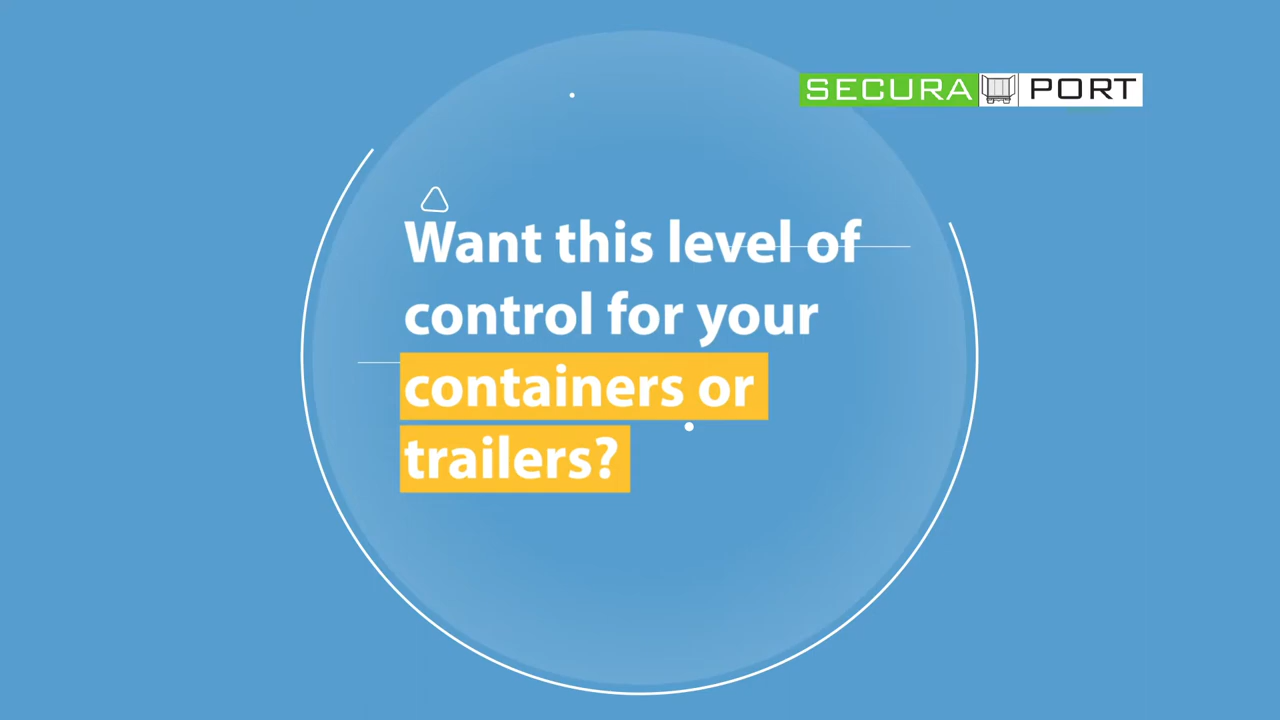 SECURA PORT
Want this level of
control for your
containers or
trailers?